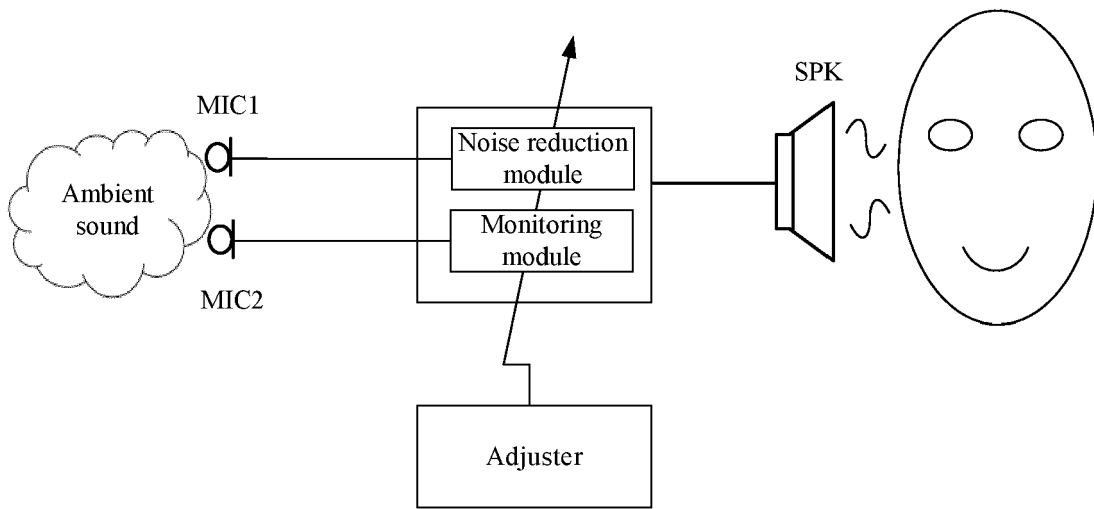 SPK
MIC1
Noise reduction
module
Ambient
sound
Monitoring
module
MIC2
Adjuster